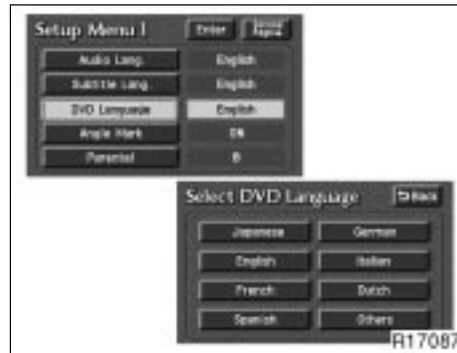 Setup Menu 1
Enter
Audio Lang.
English
Subtitle Lang.
English
DVD Language
English
Angle Mark
ON
Parental
8
Select DVD Language
Back
Japanese
German
English
Italian
French
Dutch
Spanish
Others
R17087